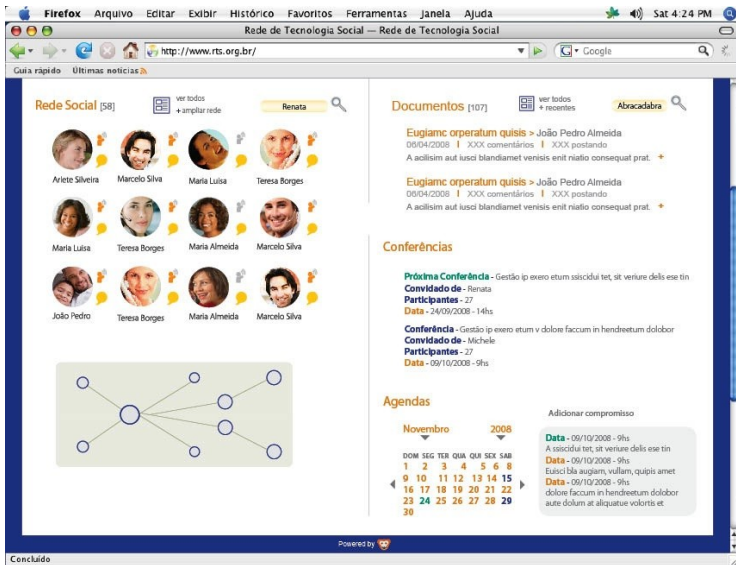 Firefox Arquivo Editar Exibir Histórico Favoritos Ferramentas Janela Ajuda Sat 4:24 PM
Rede de Tecnologia Social — Rede de Tecnologia Social
http://www.rts.org.br/
G Google
Guia rápido Últimas notícias
Rede Social [58]
ver todos
+ ampliar rede
Renata
Arlete Silveira Marcelo Silva Maria Luisa Teresa Borges
Maria Luisa Teresa Borges Maria Almeida Marcelo Silva
João Pedro Teresa Borges Maria Almeida Marcelo Silva
Documentos [107]
ver todos
+ recentes
Abracadabra
Eugiamc orperatum quisis > João Pedro Almeida
06/04/2008 I XXX comentários I XXX postando
A acilisim aut iusci blandiamet venisis enit niatio consequat prat. +
Eugiamc orperatum quisis > João Pedro Almeida
06/04/2008 I XXX comentários I XXX postando
A acilisim aut iusci blandiamet venisis enit niatio consequat prat. +
Conferências
Próxima Conferência - Gestão ip exero etum ssiscidui tet, sit veriure delis ese tin
Convidado de - Renata
Participantes - 27
Data - 24/09/2008 - 14hs
Conferência - Gestão ip exero etum v dolore faccum in hendreetum dolobor
Convidado de - Michele
Participantes - 27
Data - 09/10/2008 - 9hs
Agendas
Novembro 2008
DOM SEG TER QUA QUI SEX SAB
1 2 3 4 5 6 8
9 10 11 12 13 14 15
16 17 18 19 20 21 22
23 24 25 26 27 28 29
30
Adicionar compromisso
Data - 09/10/2008 - 9hs
A ssiscidui tet, sit veriure delis ese tin
Data - 09/10/2008 - 9hs
Euisci bla augiam, vullam, quipis amet
Data - 09/10/2008 - 9hs
dolore faccum in hendreetum dolobor
aute dolum at aliquatue volortis et
Powered by
Concluído